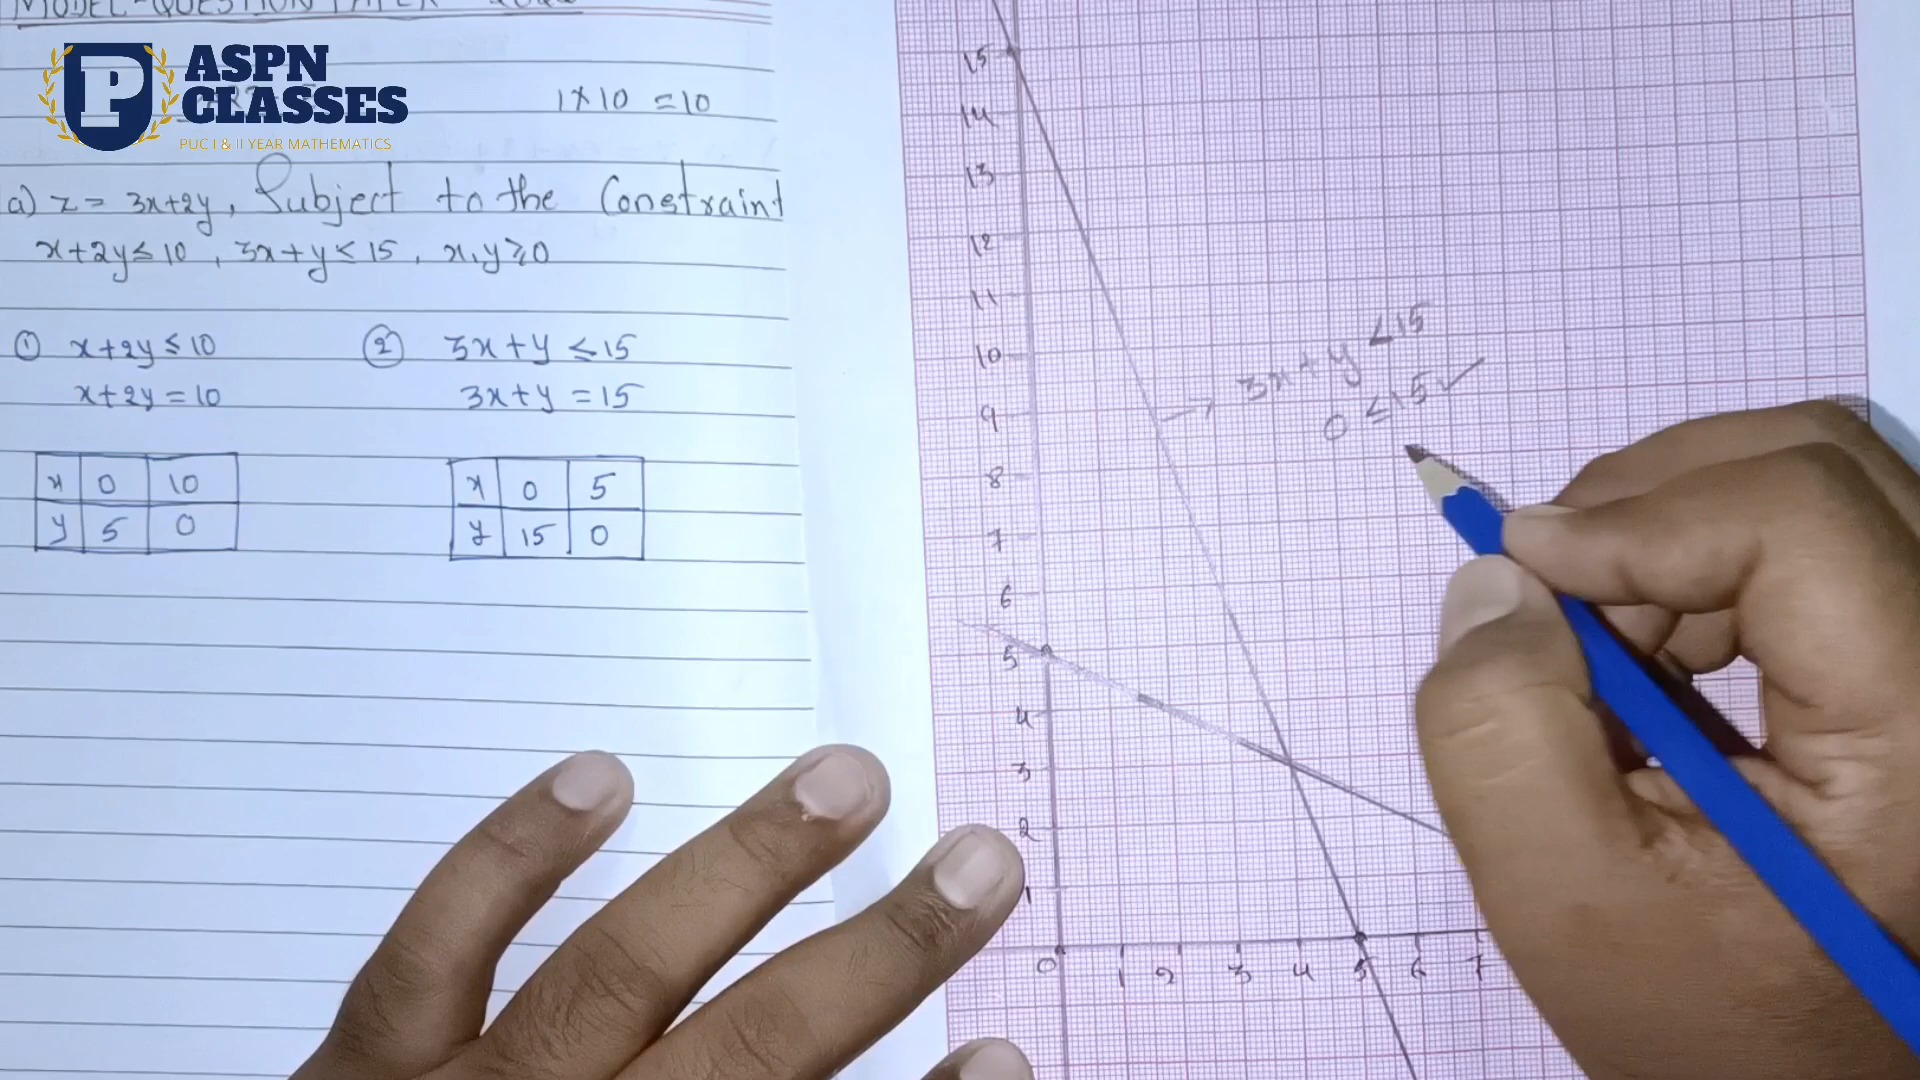 MODEL-QUESTION PAPER
ASPN
CLASSES
PUC I & II YEAR MATHEMATICS
1×10 =10
a) z = 3x+2y, Subject to the Constraint
x+2y≤10, 3x+y<15, x,y≥0
① x+2y≤10
x+2y=10
x 0 10
y 5 0
② 3x+y ≤15
3x+y =15
x 0 5
y 15 0
15
14
13
12
11
10
9
8
7
6
5
4
3
2
1
0 1 2 3 4 5 6 7
→ 3x+y <15
0 ≤15 ✓